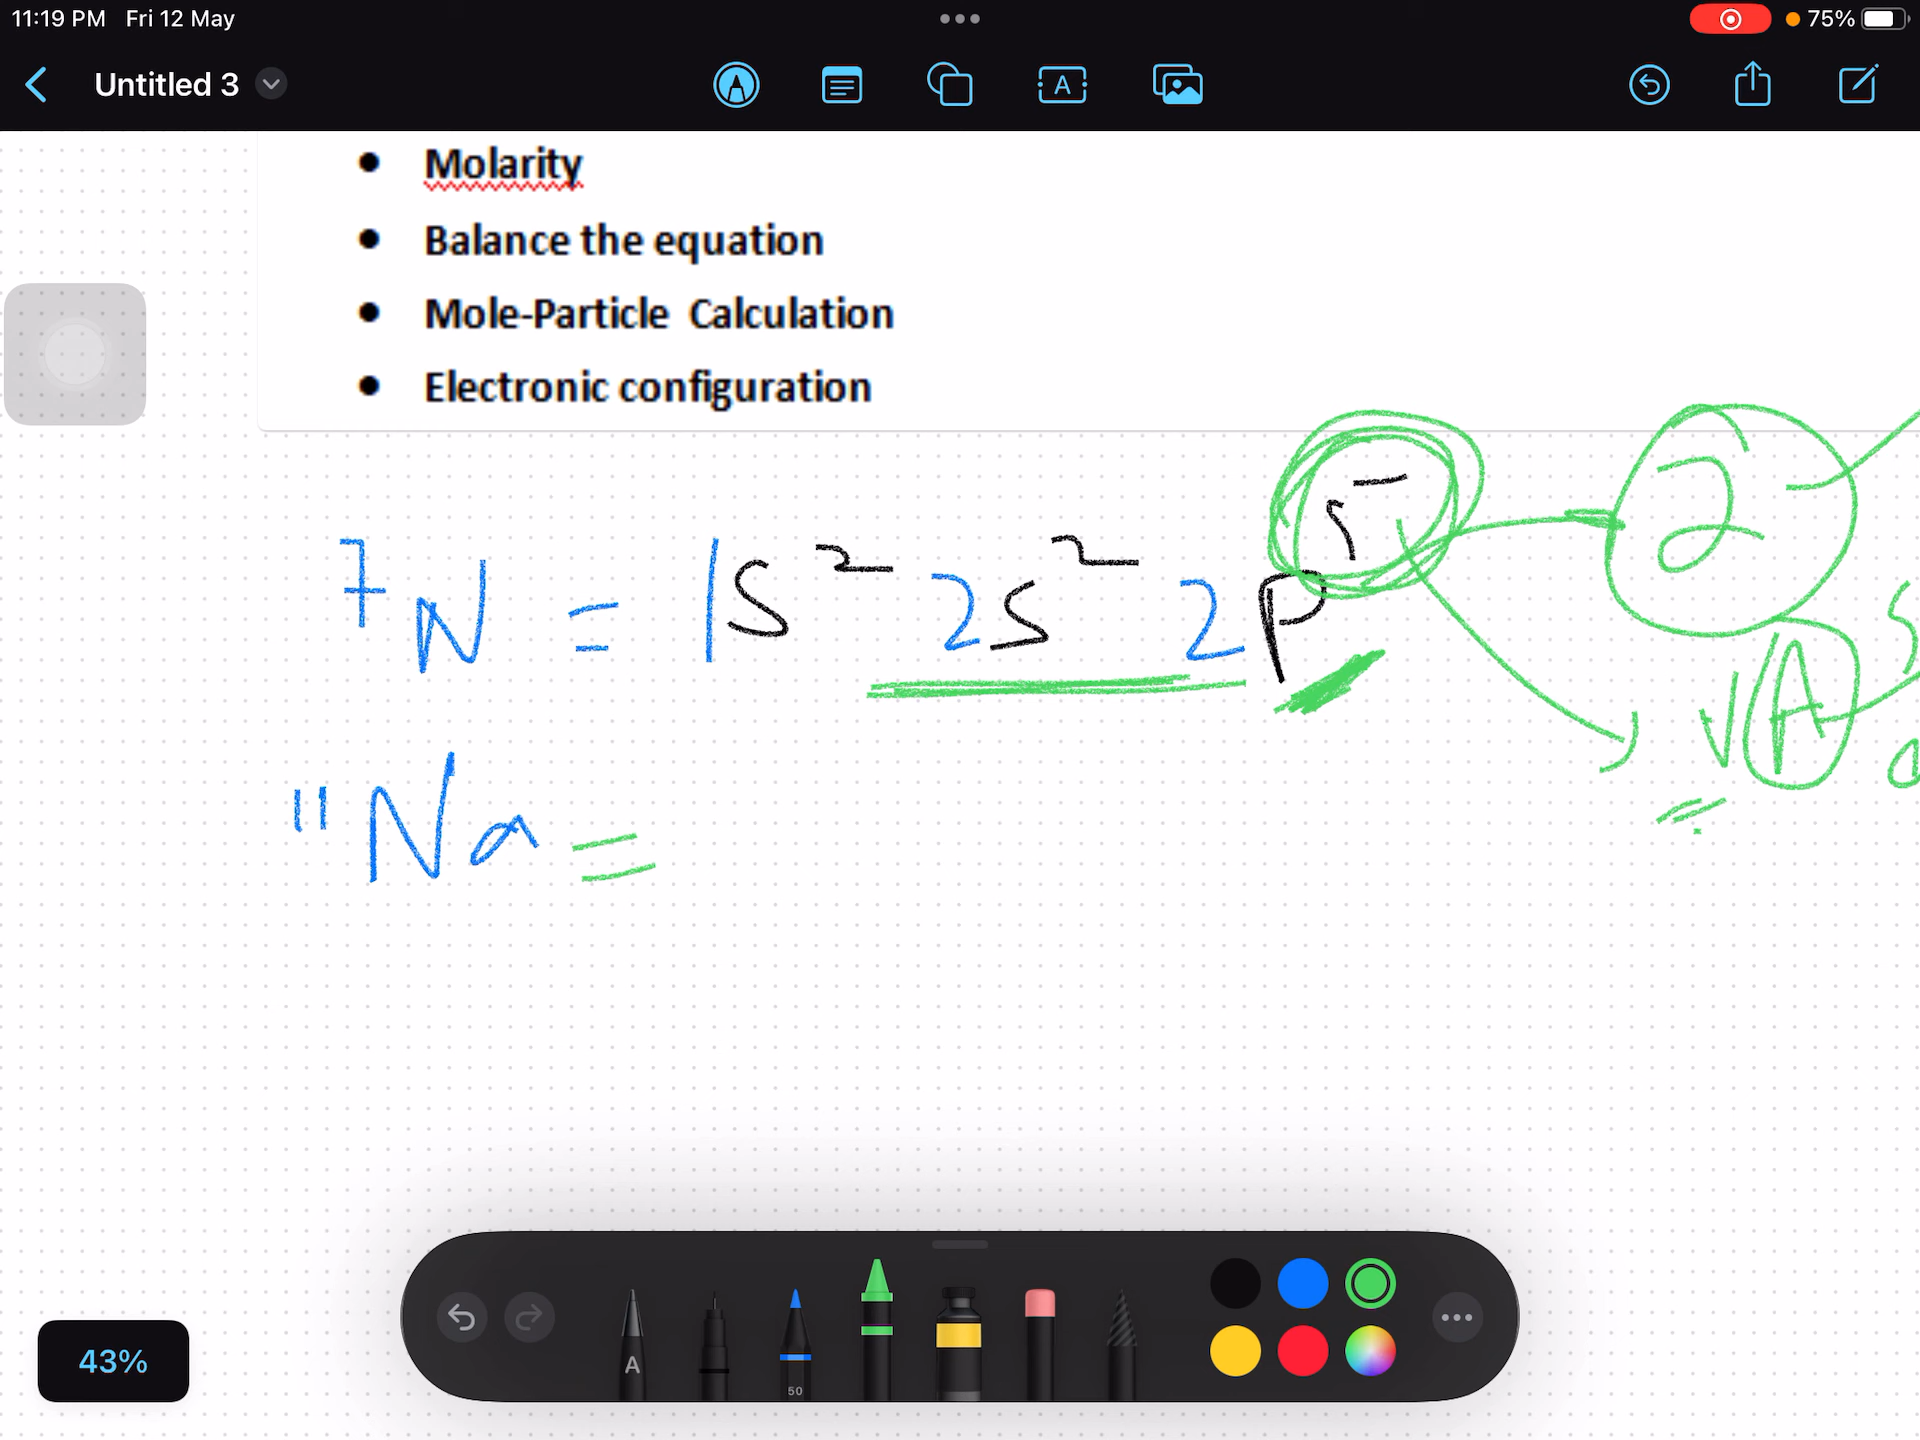 11:19 PM Fri 12 May
75%
Untitled 3
A
Molarity
Balance the equation
Mole-Particle Calculation
Electronic configuration
⁷N = 1s² 2s² 2p⁵
2
VA
¹¹Na =
A
50
43%